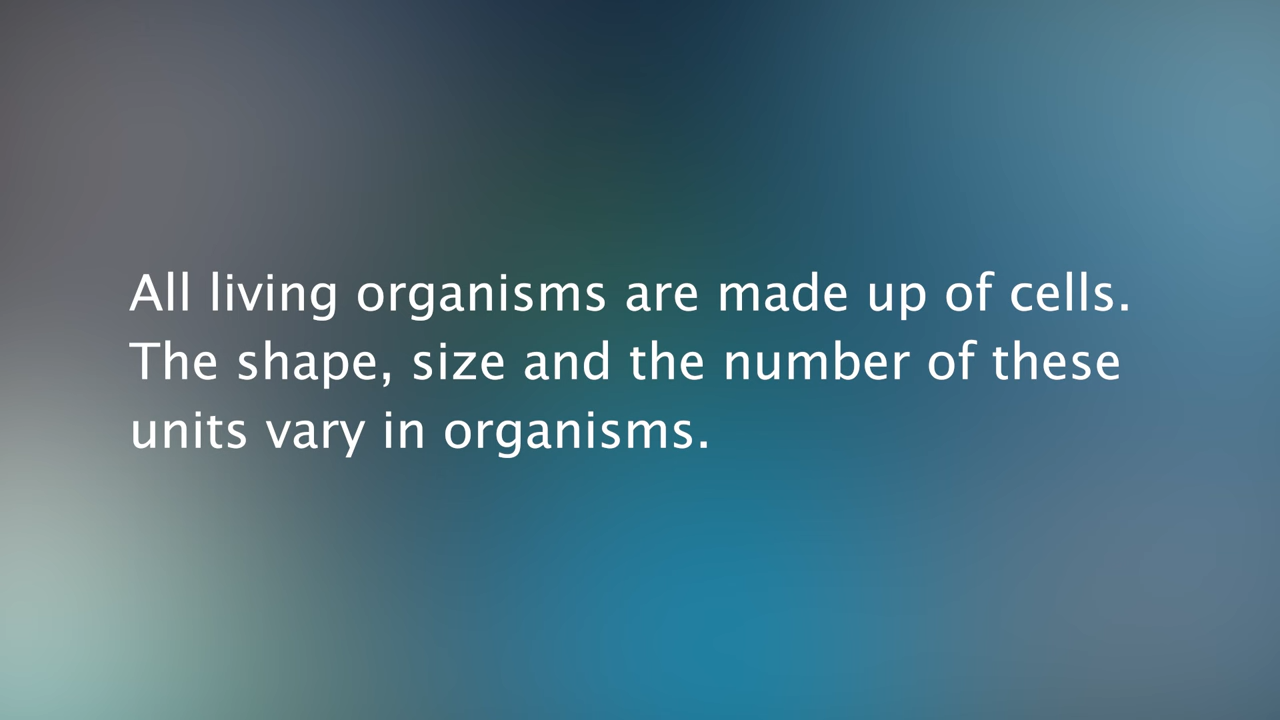 All living organisms are made up of cells.
The shape, size and the number of these
units vary in organisms.